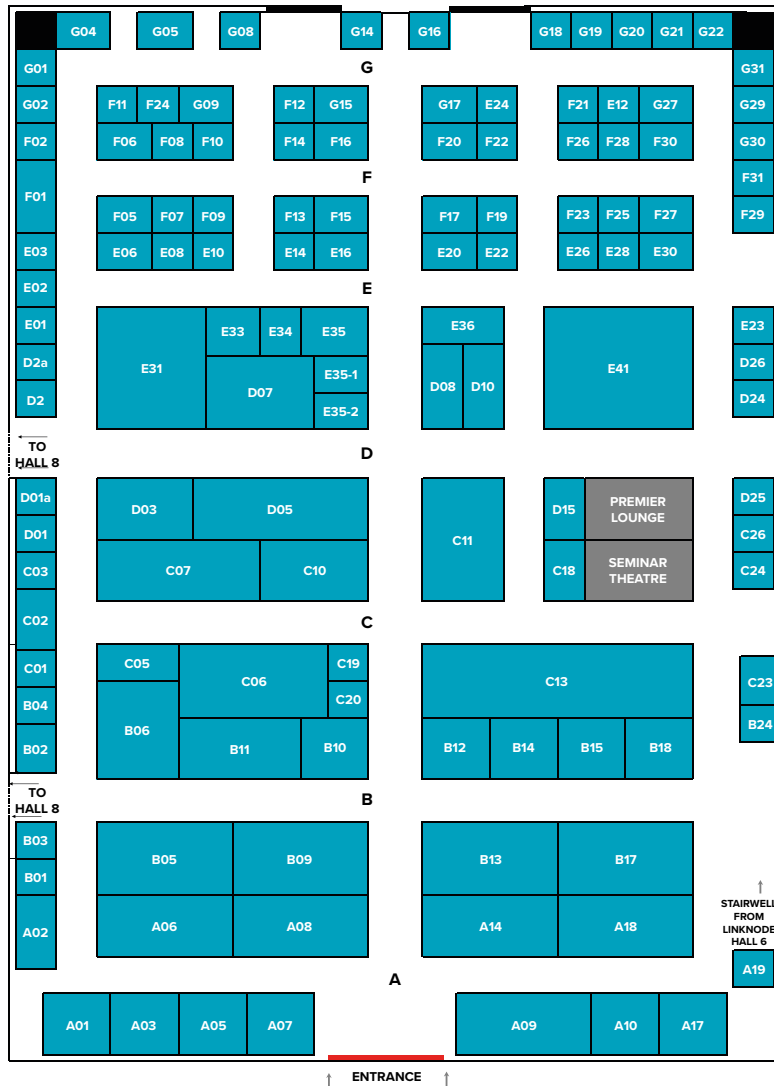 G04 G05 G08 G14 G16 G18 G19 G20 G21 G22
G01 G G31
G02 F11 F24 G09 F12 G15 G17 E24 F21 E12 G27 G29
F02 F06 F08 F10 F14 F16 F20 F22 F26 F28 F30 G30
F F31
F01
F05 F07 F09 F13 F15 F17 F19 F23 F25 F27 F29
E03 E06 E08 E10 E14 E16 E20 E22 E26 E28 E30
E02 E
E01 E33 E34 E35 E36 E23
D2a E31 E35-1 E41 D26
D07 D08 D10
D2 E35-2 D24
TO
HALL 8
D
D01a D03 D05 D15 PREMIER
LOUNGE
D25
D01 C11 C26
C03 C07 C10 C18 SEMINAR
THEATRE
C24
C02
C
C01 C05 C06 C19 C13 C23
B04 C20
B06 B24
B02 B11 B10 B12 B14 B15 B18
TO
HALL 8
B
B03 B05 B09 B13 B17
B01
A02 A06 A08 A14 A18
STAIRWELL
FROM
LINKNODE
HALL 6
A19
A
A01 A03 A05 A07 A09 A10 A17
ENTRANCE